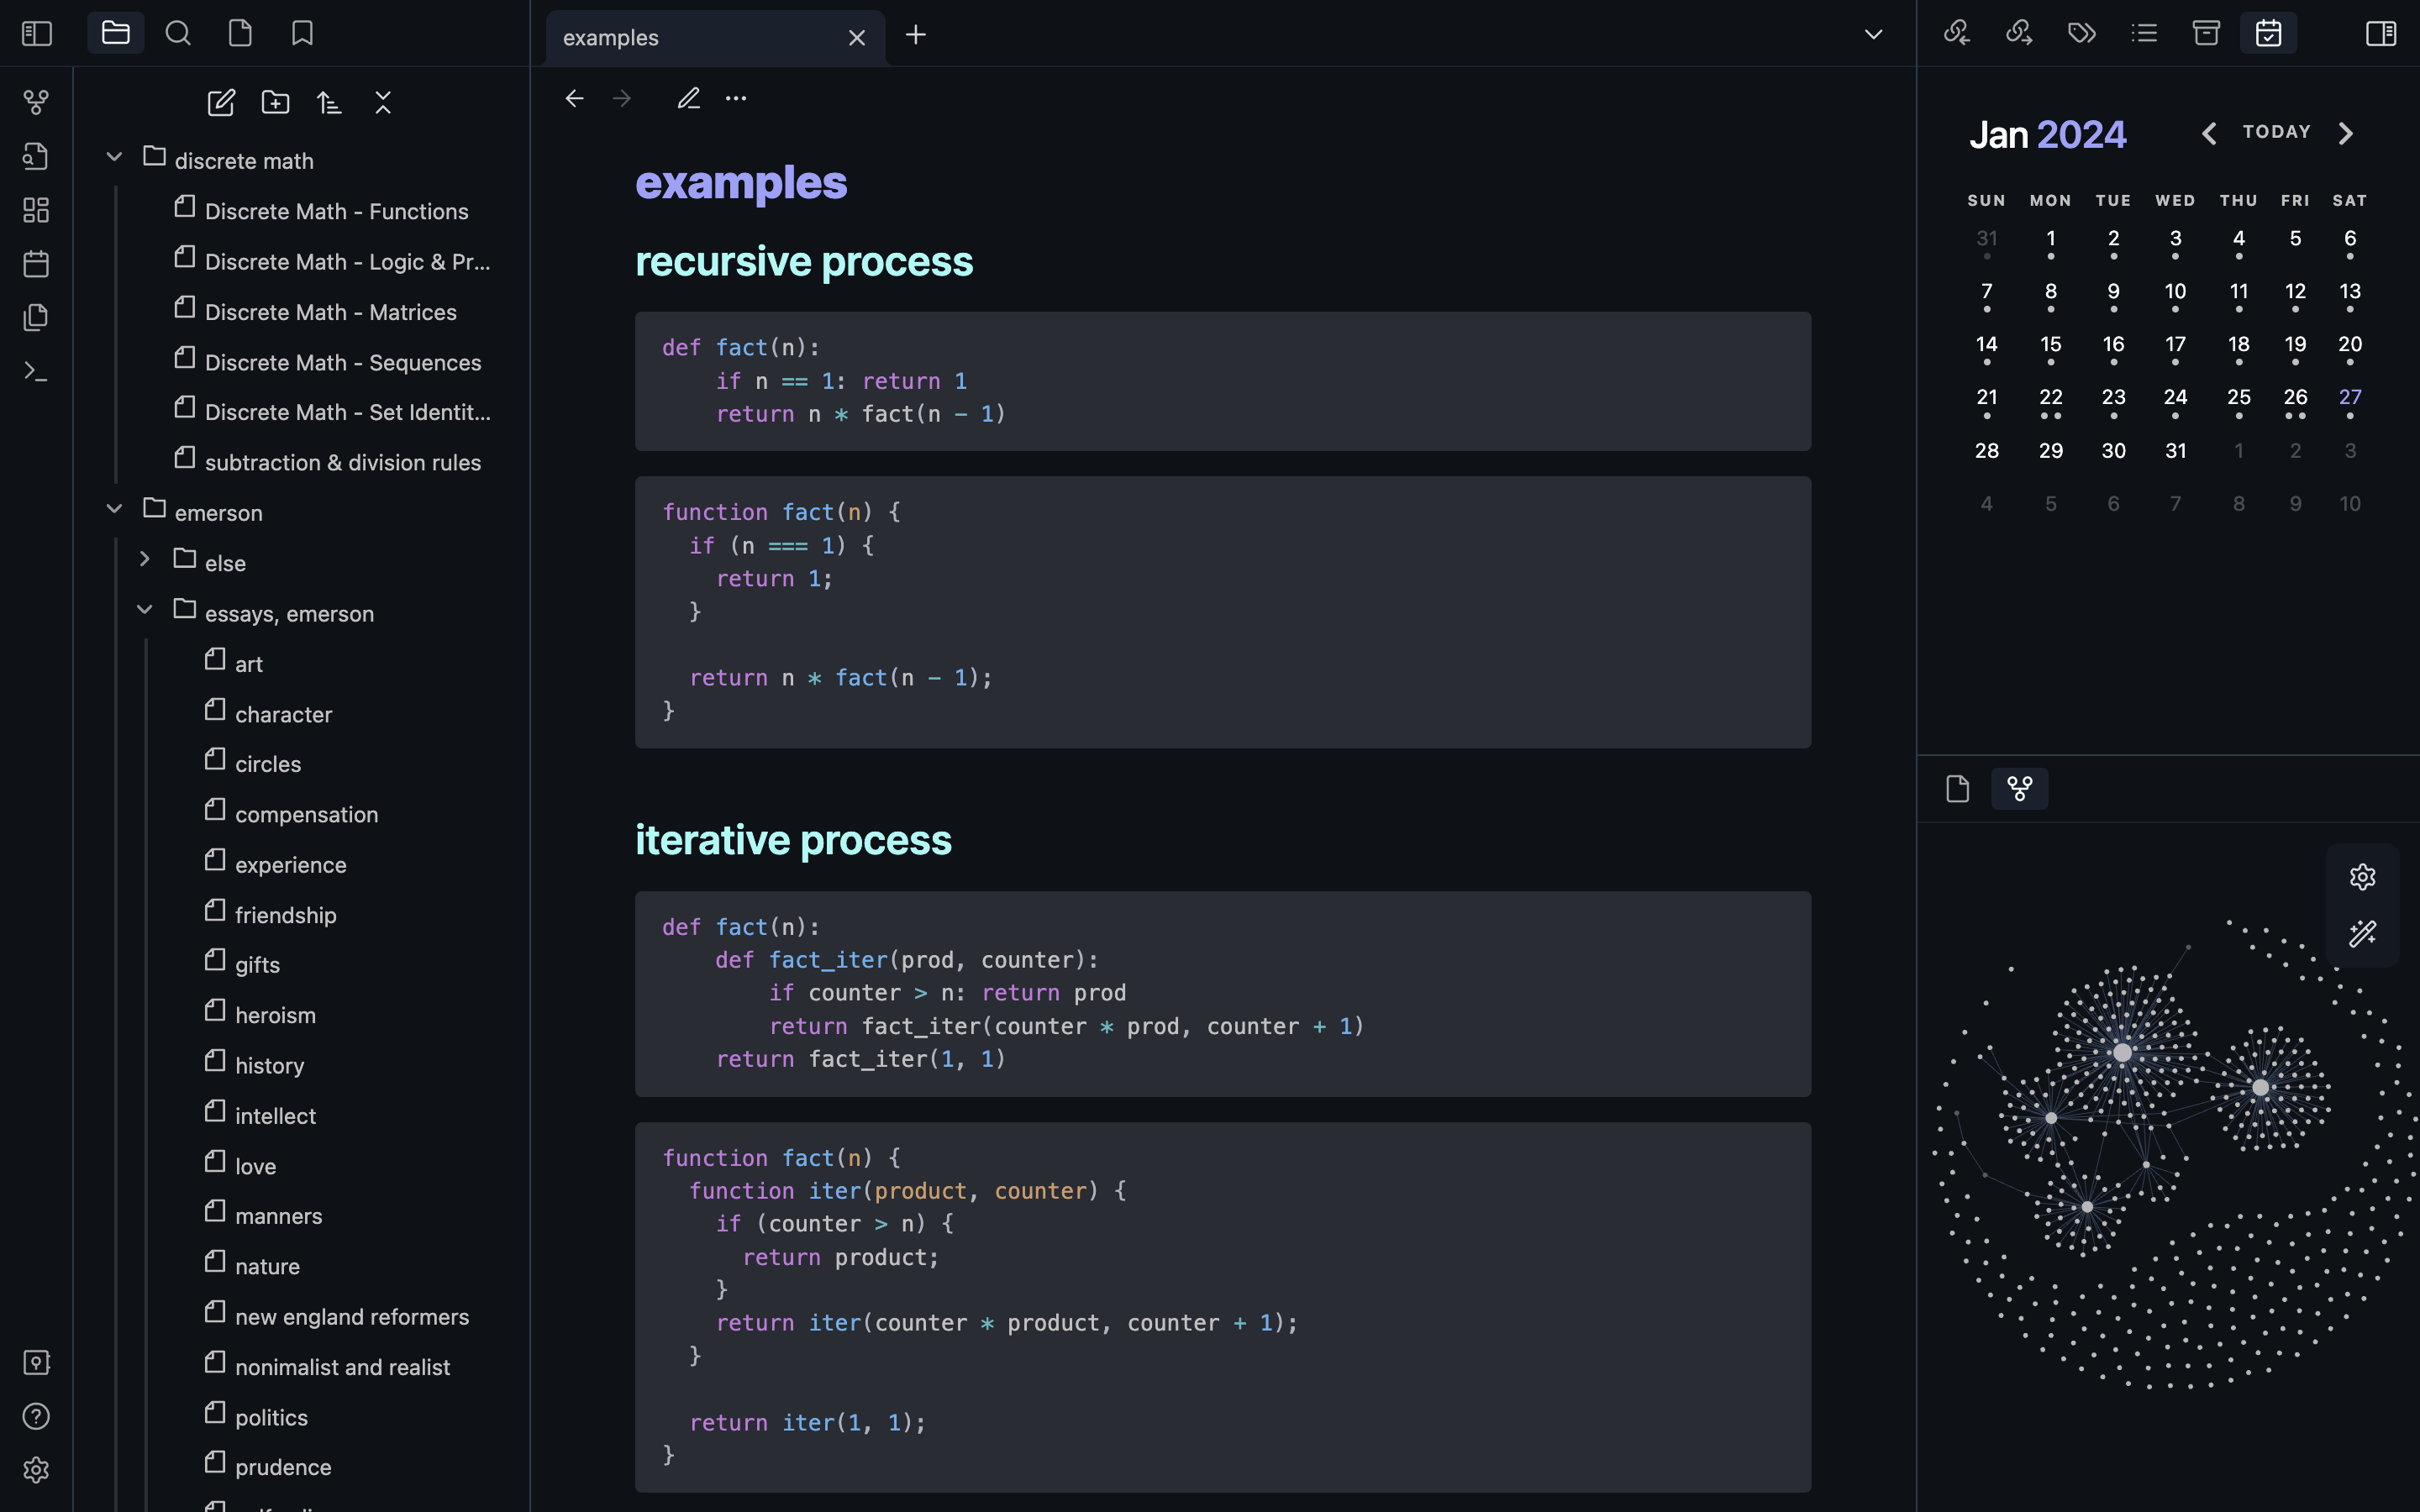 examples
discrete math
Discrete Math - Functions
Discrete Math - Logic & Pr...
Discrete Math - Matrices
Discrete Math - Sequences
Discrete Math - Set Identit...
subtraction & division rules
emerson
else
essays, emerson
art
character
circles
compensation
experience
friendship
gifts
heroism
history
intellect
love
manners
nature
new england reformers
nonimalist and realist
politics
prudence
examples
recursive process
def fact(n):
    if n == 1: return 1
    return n * fact(n - 1)
function fact(n) {
  if (n === 1) {
    return 1;
  }
  return n * fact(n - 1);
}
iterative process
def fact(n):
    def fact_iter(prod, counter):
        if counter > n: return prod
        return fact_iter(counter * prod, counter + 1)
    return fact_iter(1, 1)
function fact(n) {
  function iter(product, counter) {
    if (counter > n) {
      return product;
    }
    return iter(counter * product, counter + 1);
  }
  return iter(1, 1);
}
Jan 2024 TODAY
SUN MON TUE WED THU FRI SAT
31 1 2 3 4 5 6
7 8 9 10 11 12 13
14 15 16 17 18 19 20
21 22 23 24 25 26 27
28 29 30 31 1 2 3
4 5 6 7 8 9 10